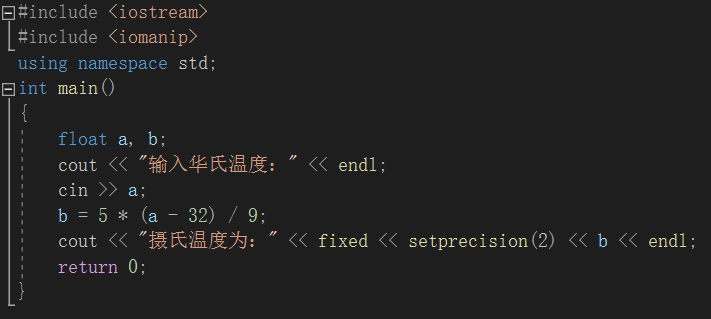 #include <iostream>
#include <iomanip>
using namespace std;
int main()
{
float a, b;
cout << "输入华氏温度：" << endl;
cin >> a;
b = 5 * (a - 32) / 9;
cout << "摄氏温度为：" << fixed << setprecision(2) << b << endl;
return 0;
}